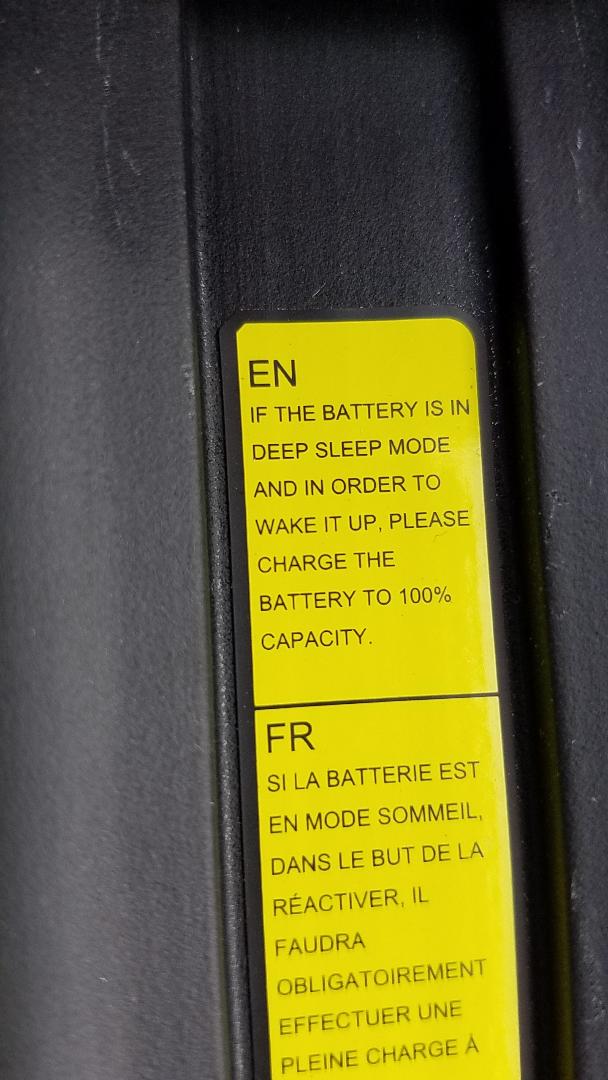 EN
IF THE BATTERY IS IN
DEEP SLEEP MODE
AND IN ORDER TO
WAKE IT UP, PLEASE
CHARGE THE
BATTERY TO 100%
CAPACITY.
FR
SI LA BATTERIE EST
EN MODE SOMMEIL,
DANS LE BUT DE LA
RÉACTIVER, IL
FAUDRA
OBLIGATOIREMENT
EFFECTUER UNE
PLEINE CHARGE À